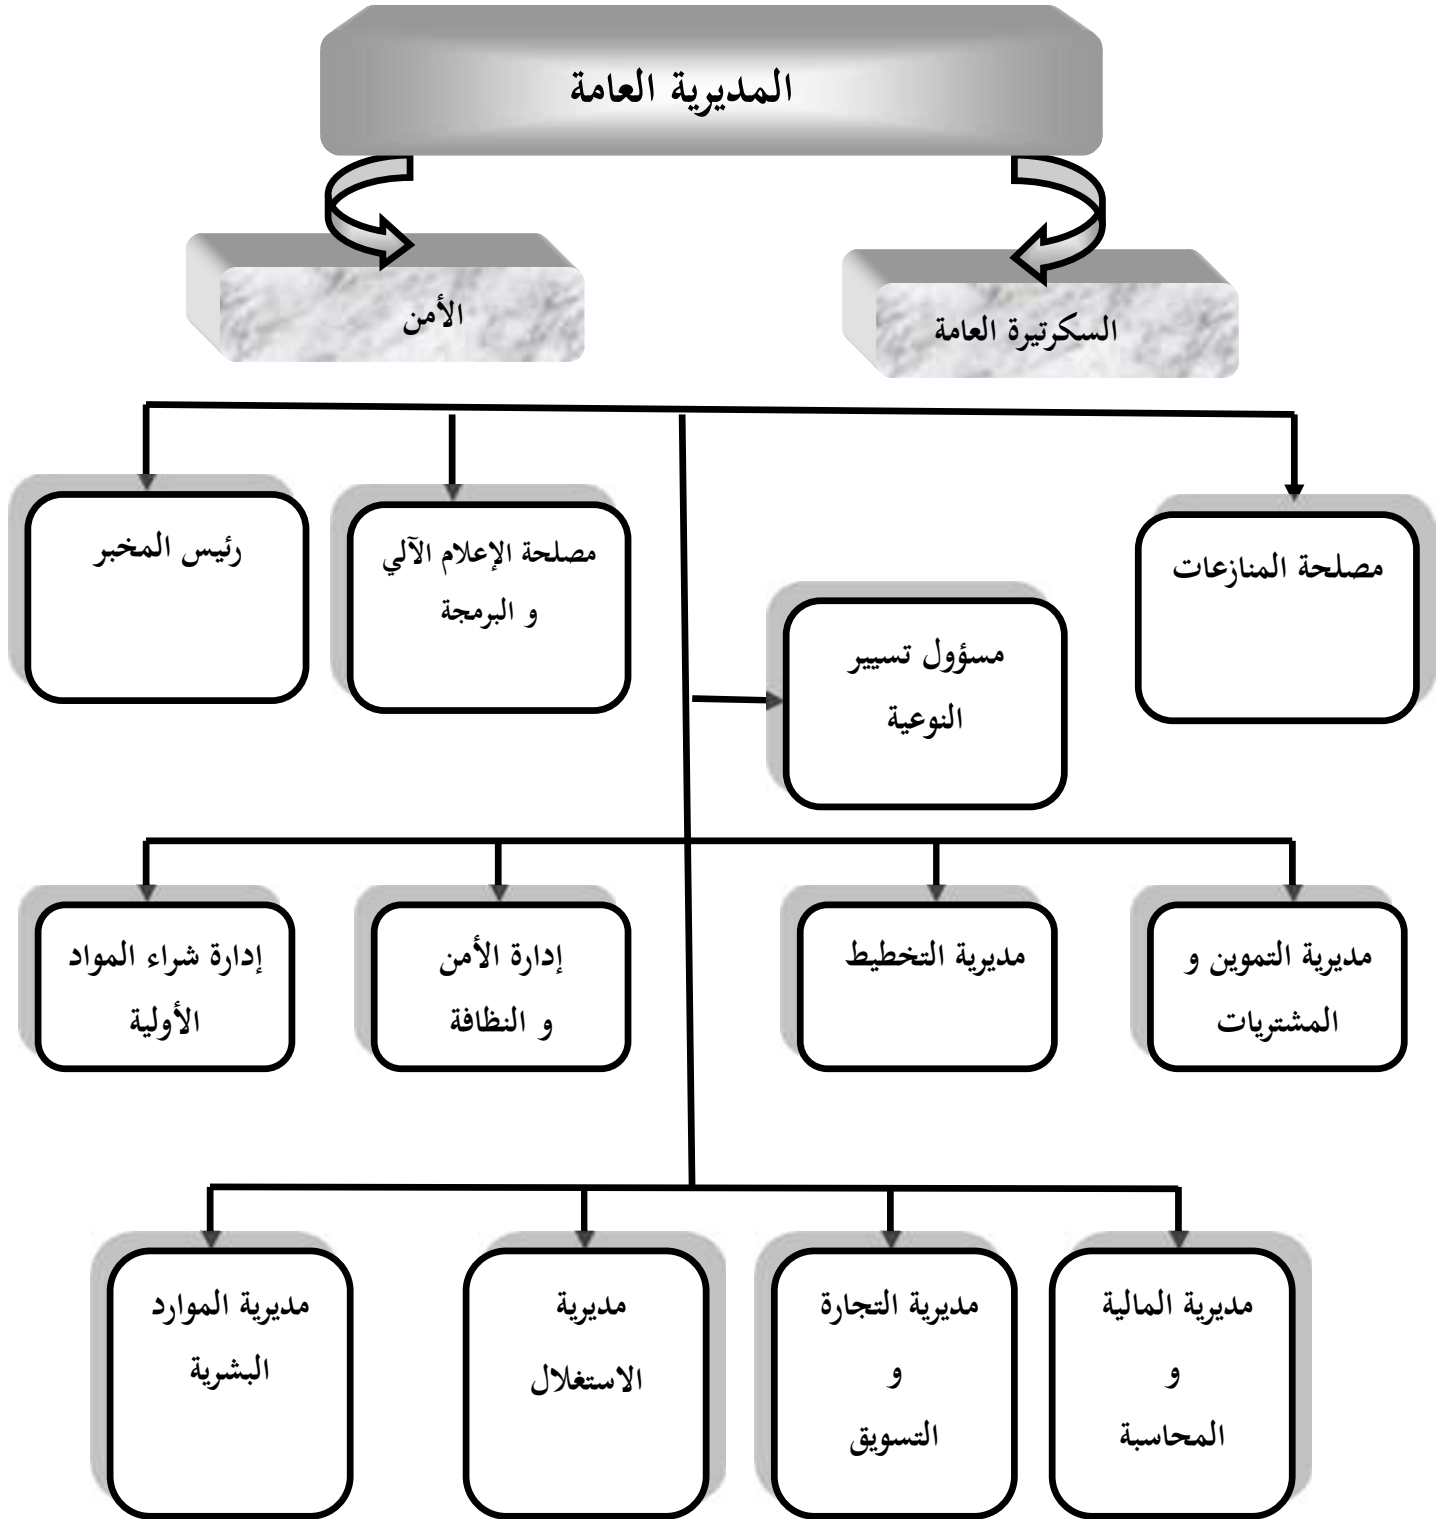 المديرية العامة
السكرتيرة العامة
الأمن
مصلحة المنازعات
مصلحة الإعلام الآلي
و البرمجة
رئيس المخبر
مسؤول تسيير
النوعية
مديرية التموين و
المشتريات
مديرية التخطيط
إدارة الأمن
و النظافة
إدارة شراء المواد
الأولية
مديرية المالية
و
المحاسبة
مديرية التجارة
و
التسويق
مديرية
الاستغلال
مديرية الموارد
البشرية